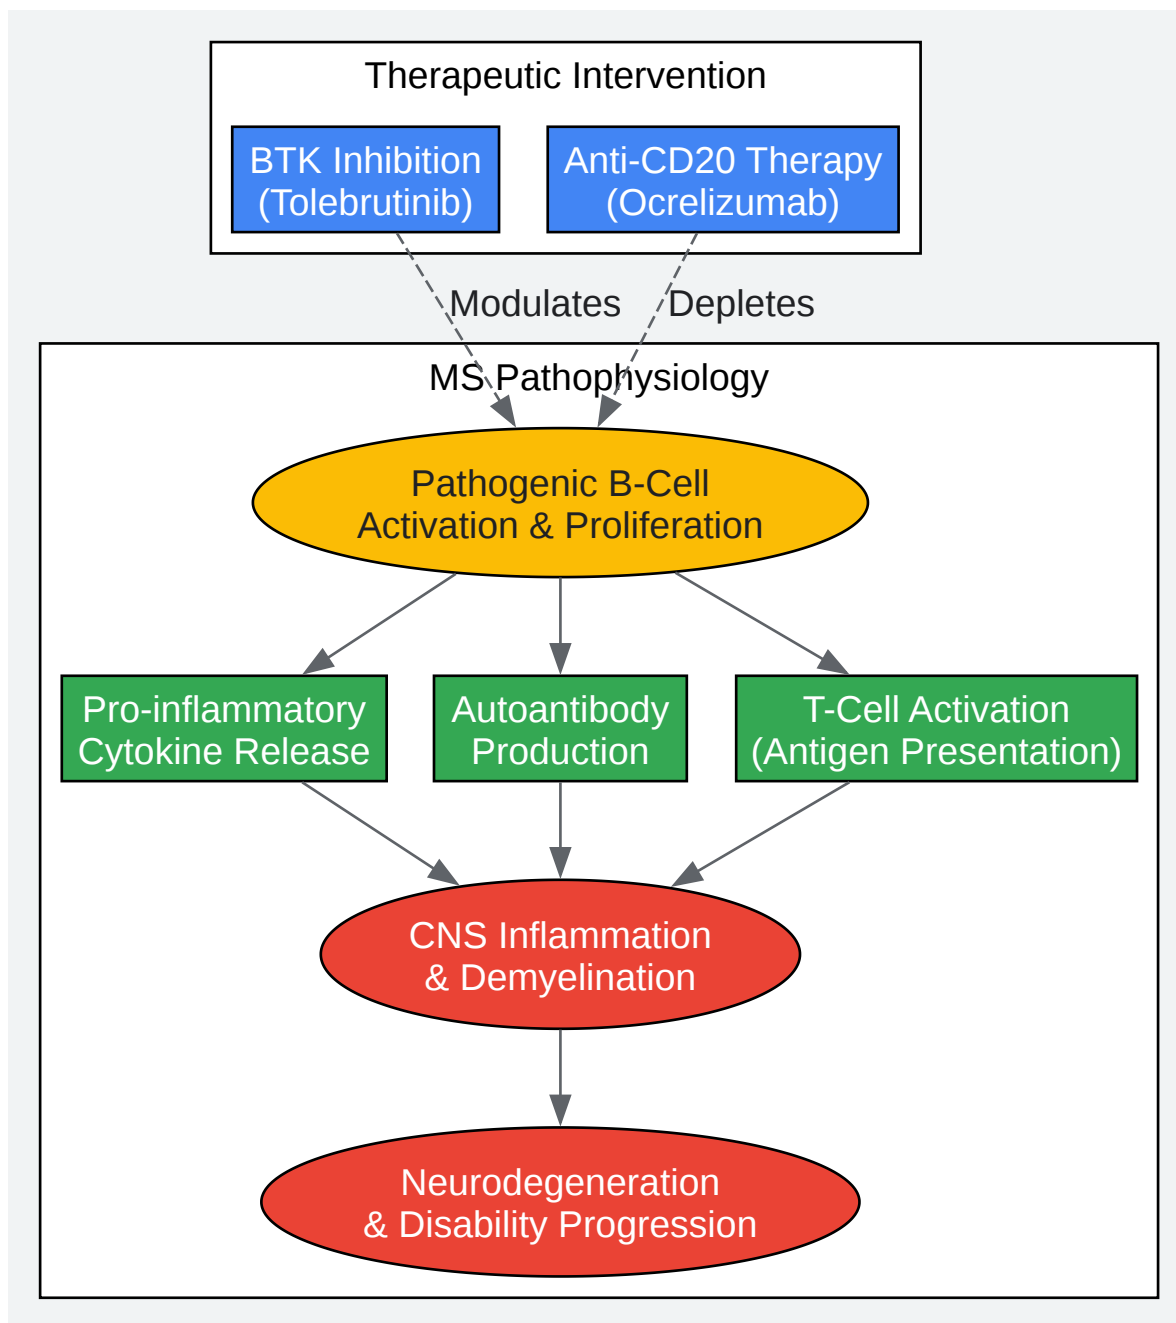 Therapeutic Intervention
BTK Inhibition
(Tolebrutinib)
Anti-CD20 Therapy
(Ocrelizumab)
Modulates
Depletes
MS Pathophysiology
Pathogenic B-Cell
Activation & Proliferation
Pro-inflammatory
Cytokine Release
Autoantibody
Production
T-Cell Activation
(Antigen Presentation)
CNS Inflammation
& Demyelination
Neurodegeneration
& Disability Progression